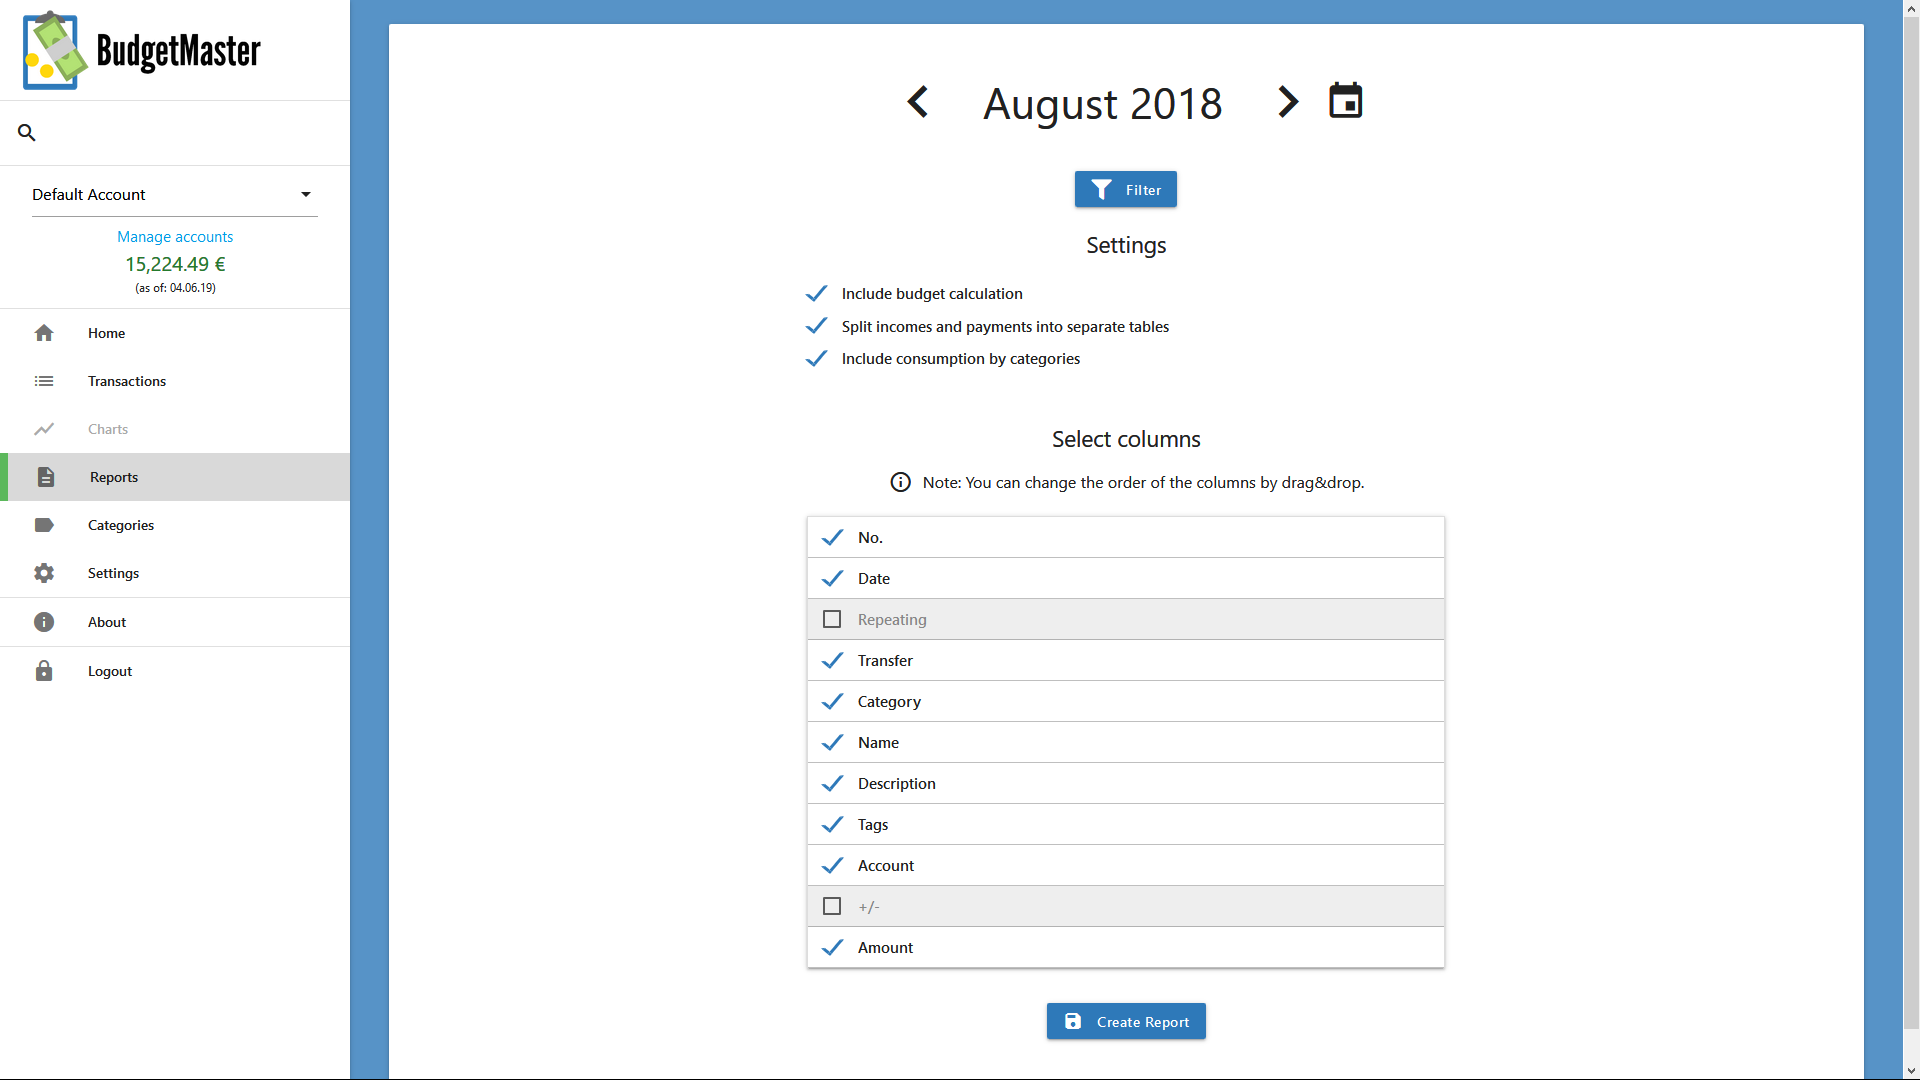 BudgetMaster
Default Account
Manage accounts
15,224.49 €
(as of: 04.06.19)
Home
Transactions
Charts
Reports
Categories
Settings
About
Logout
August 2018
Filter
Settings
Include budget calculation
Split incomes and payments into separate tables
Include consumption by categories
Select columns
Note: You can change the order of the columns by drag&drop.
No.
Date
Repeating
Transfer
Category
Name
Description
Tags
Account
+/-
Amount
Create Report